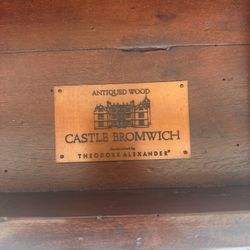 ANTIQUED WOOD
CASTLE BROMWICH
THEODORE ALEXANDER®